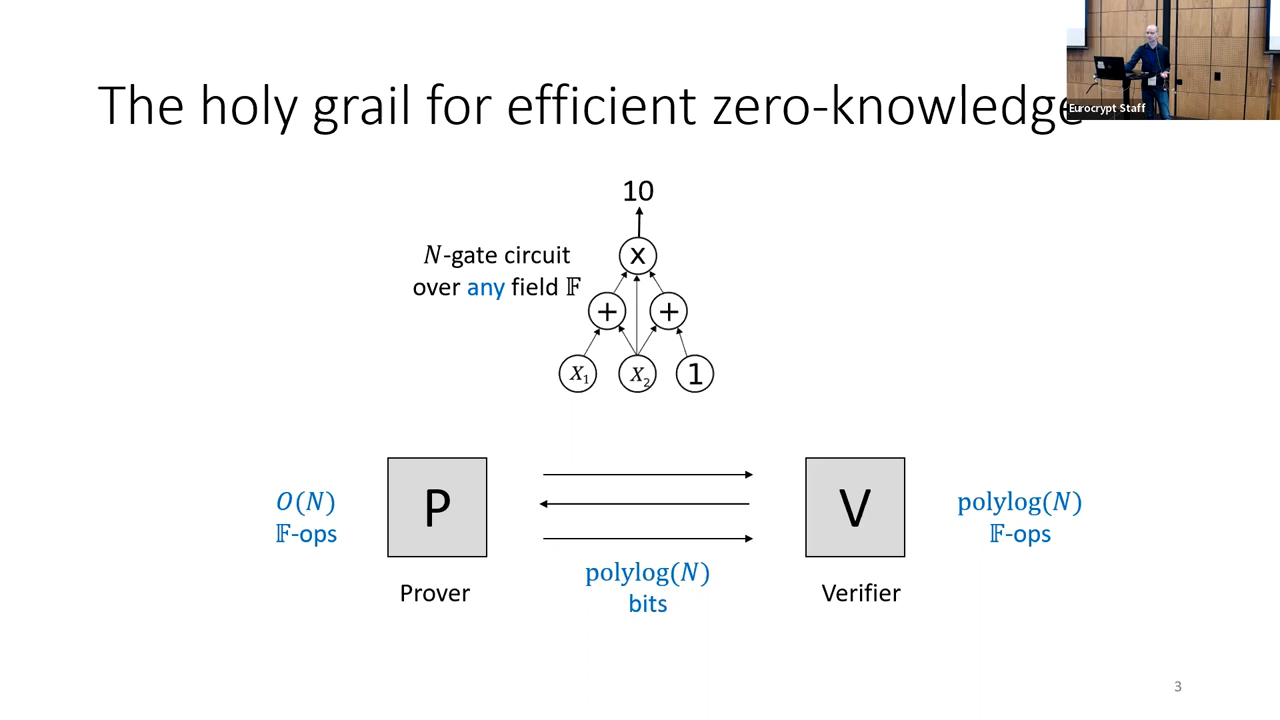 The holy grail for efficient zero-knowledge
Eurocrypt Staff
10
N-gate circuit
over any field 𝔽
x
+ +
X₁ X₂ 1
O(N)
𝔽-ops
P
Prover
polylog(N)
bits
V
Verifier
polylog(N)
𝔽-ops
3